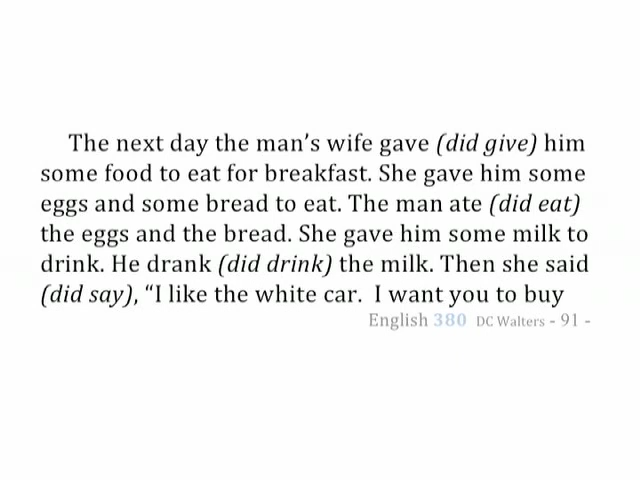 The next day the man’s wife gave (did give) him
some food to eat for breakfast. She gave him some
eggs and some bread to eat. The man ate (did eat)
the eggs and the bread. She gave him some milk to
drink. He drank (did drink) the milk. Then she said
(did say), “I like the white car.  I want you to buy
English 380 DC Walters - 91 -